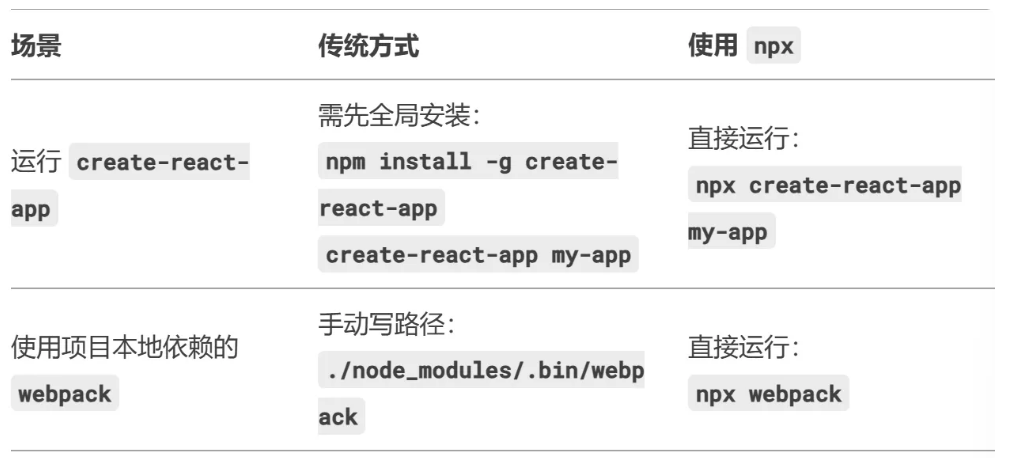 场景
传统方式
使用 npx
运行 create-react-
app
需先全局安装：
npm install -g create-
react-app
create-react-app my-app
直接运行：
npx create-react-app
my-app
使用项目本地依赖的
webpack
手动写路径：
./node_modules/.bin/webp
ack
直接运行：
npx webpack